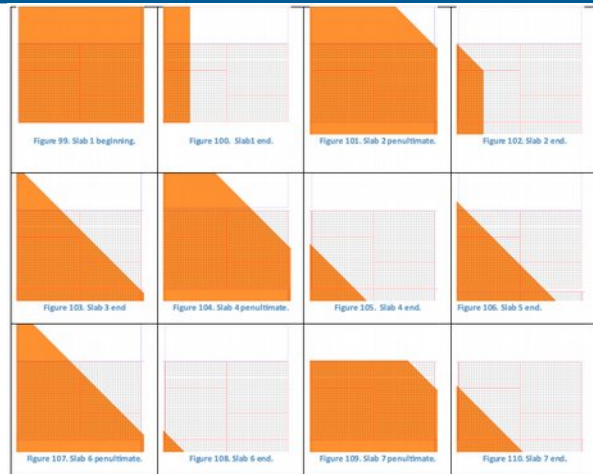 Figure 99. Slab 1 beginning.
Figure 100. Slab1 end.
Figure 101. Slab 2 penultimate.
Figure 102. Slab 2 end.
Figure 103. Slab 3 end
Figure 104. Slab 4 penultimate.
Figure 105. Slab 4 end.
Figure 106. Slab 5 end.
Figure 107. Slab 6 penultimate.
Figure 108. Slab 6 end.
Figure 109. Slab 7 penultimate.
Figure 110. Slab 7 end.